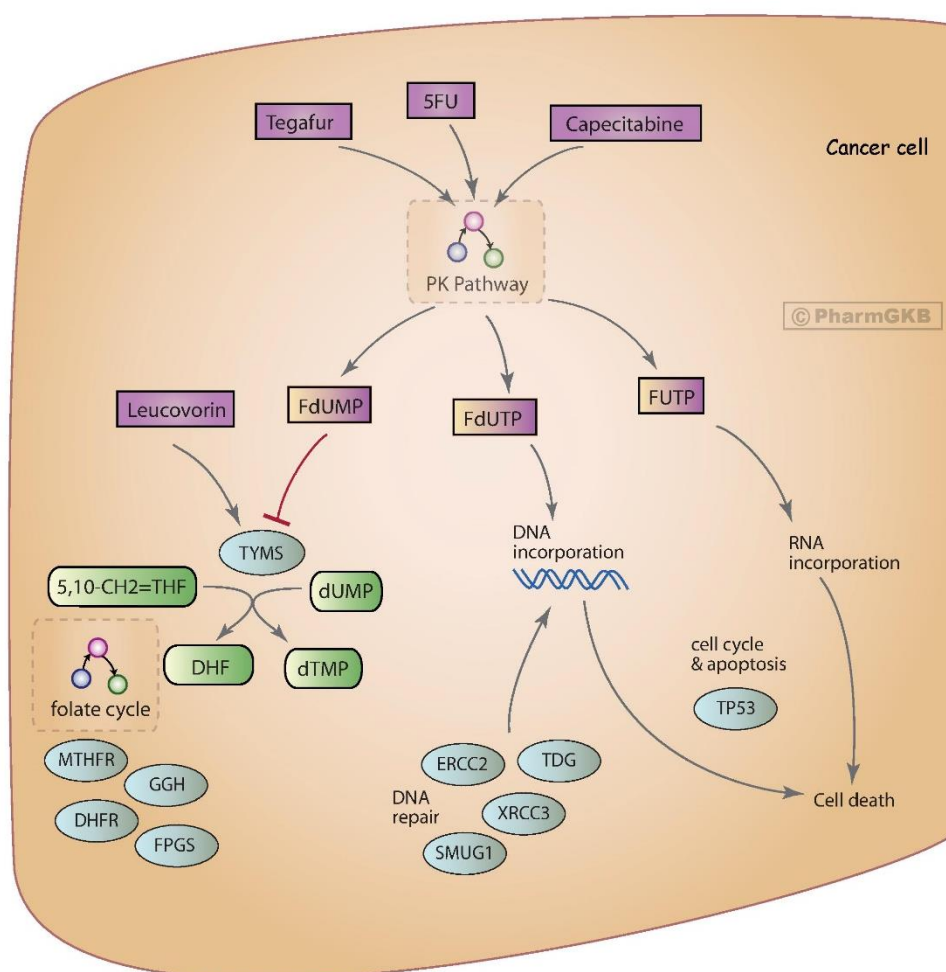 5FU
Tegafur
Capecitabine
Cancer cell
PK Pathway
© PharmGKB
Leucovorin
FdUMP
FdUTP
FUTP
TYMS
DNA
incorporation
RNA
incorporation
5,10-CH2=THF
dUMP
DHF
dTMP
folate cycle
cell cycle
& apoptosis
TP53
MTHFR
GGH
DHFR
FPGS
ERCC2
TDG
DNA
repair
XRCC3
SMUG1
Cell death